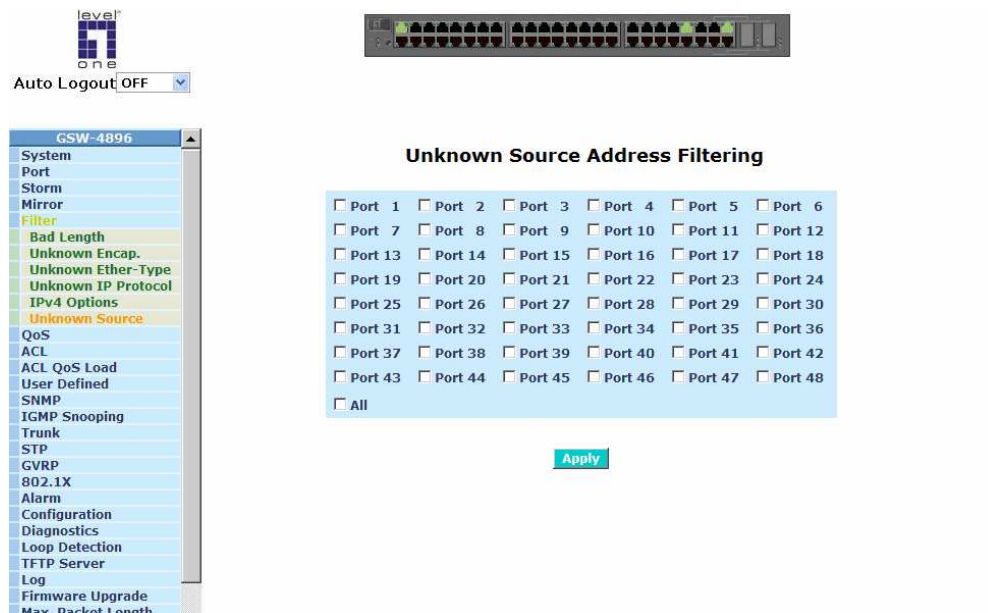 level
one
Auto Logout OFF
GSW-4896
System
Port
Storm
Mirror
Filter
Bad Length
Unknown Encap.
Unknown Ether-Type
Unknown IP Protocol
IPv4 Options
Unknown Source
QoS
ACL
ACL QoS Load
User Defined
SNMP
IGMP Snooping
Trunk
STP
GVRP
802.1X
Alarm
Configuration
Diagnostics
Loop Detection
TFTP Server
Log
Firmware Upgrade
Max. Packet Length
Unknown Source Address Filtering
Port 1 Port 2 Port 3 Port 4 Port 5 Port 6
Port 7 Port 8 Port 9 Port 10 Port 11 Port 12
Port 13 Port 14 Port 15 Port 16 Port 17 Port 18
Port 19 Port 20 Port 21 Port 22 Port 23 Port 24
Port 25 Port 26 Port 27 Port 28 Port 29 Port 30
Port 31 Port 32 Port 33 Port 34 Port 35 Port 36
Port 37 Port 38 Port 39 Port 40 Port 41 Port 42
Port 43 Port 44 Port 45 Port 46 Port 47 Port 48
All
Apply